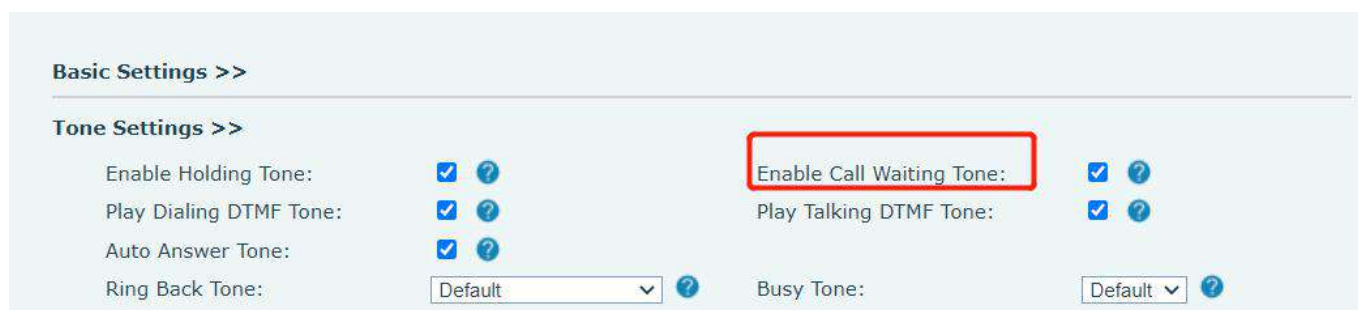 Basic Settings >>
Tone Settings >>
Enable Holding Tone: Enable Call Waiting Tone:
Play Dialing DTMF Tone: Play Talking DTMF Tone:
Auto Answer Tone:
Ring Back Tone: Default Busy Tone: Default